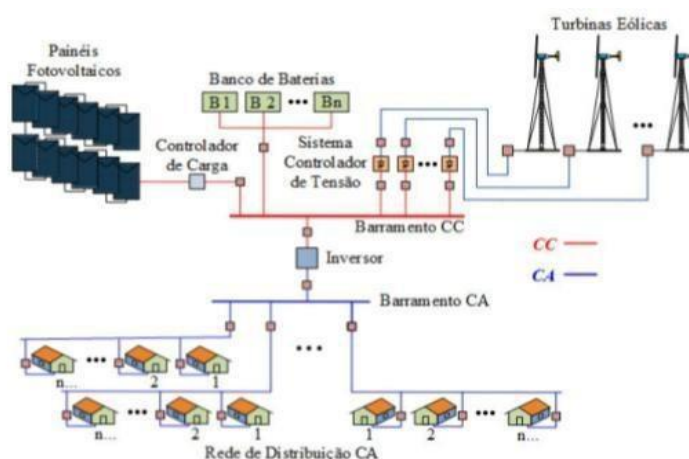 Turbinas Eólicas
Painéis
Fotovoltaicos
Banco de Baterias
B 1 B 2 ••• Bn
Sistema
Controlador
de Tensão
Controlador
de Carga
Barramento CC
CC
Inversor
CA
Barramento CA
n... 2 1
n... 2 1
1 2 n...
Rede de Distribuição CA